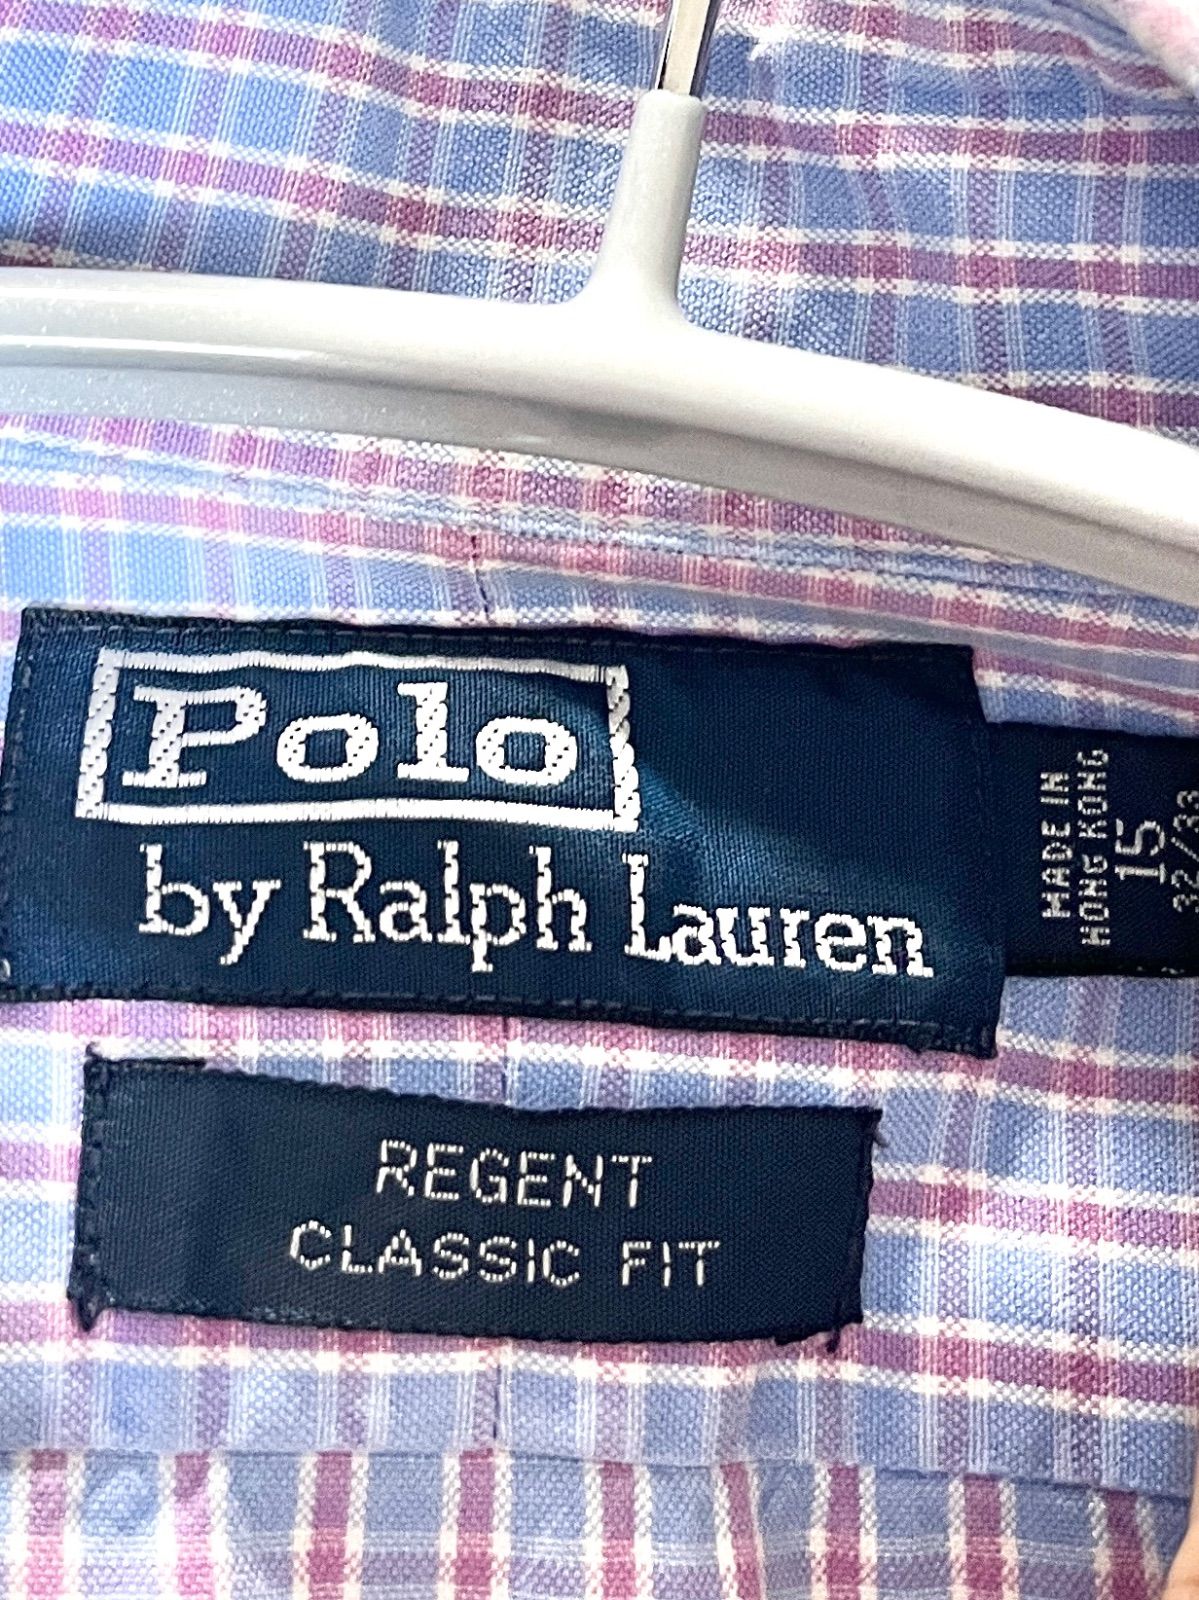 Polo
by Ralph Lauren
MADE IN
HONG KONG
15
32/33
REGENT
CLASSIC FIT